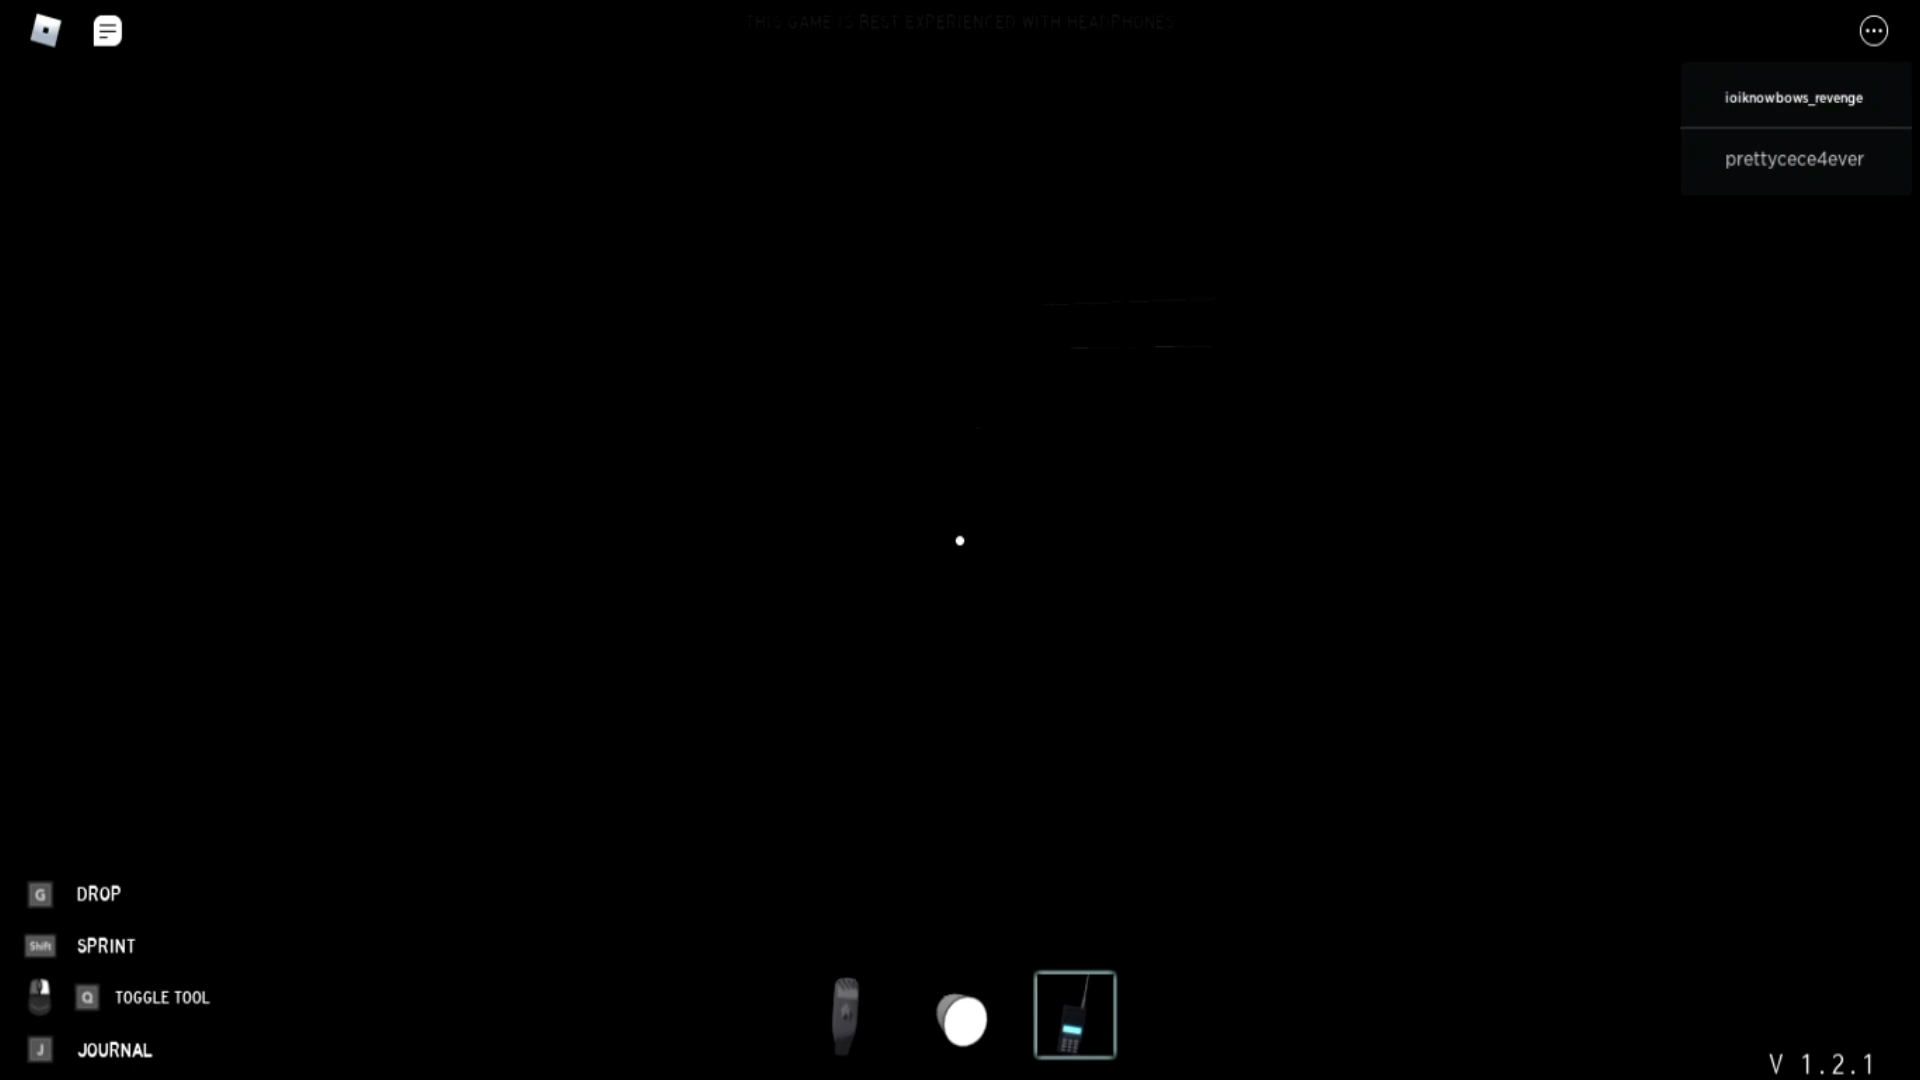 THIS GAME IS BEST EXPERIENCED WITH HEADPHONES
ioiknowbows_revenge
prettycece4ever
G DROP
Shift SPRINT
Q TOGGLE TOOL
J JOURNAL
V 1.2.1